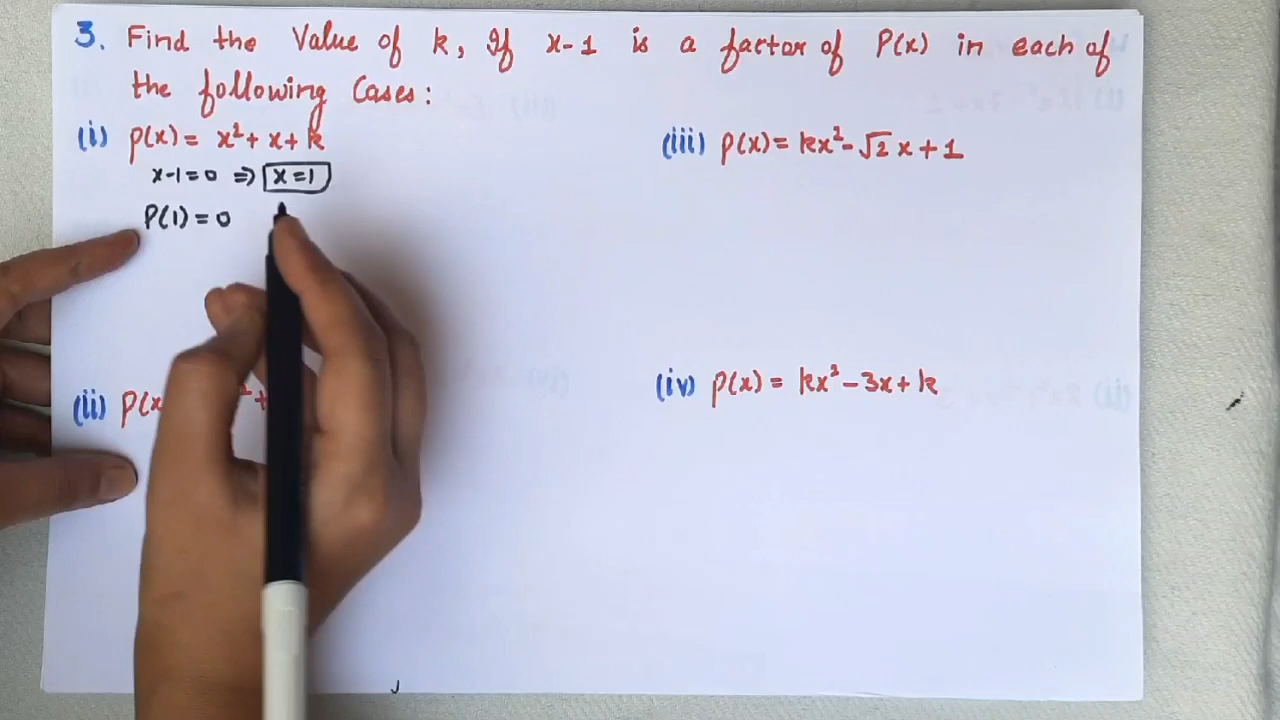 3. Find the Value of k, If x-1 is a factor of P(x) in each of
the following Cases:
(i) p(x) = x² + x + k
x-1=0 ⇒ x=1
P(1) = 0
(ii) p(x
(iii) p(x) = kx² - √2 x + 1
(iv) p(x) = kx² - 3x + k